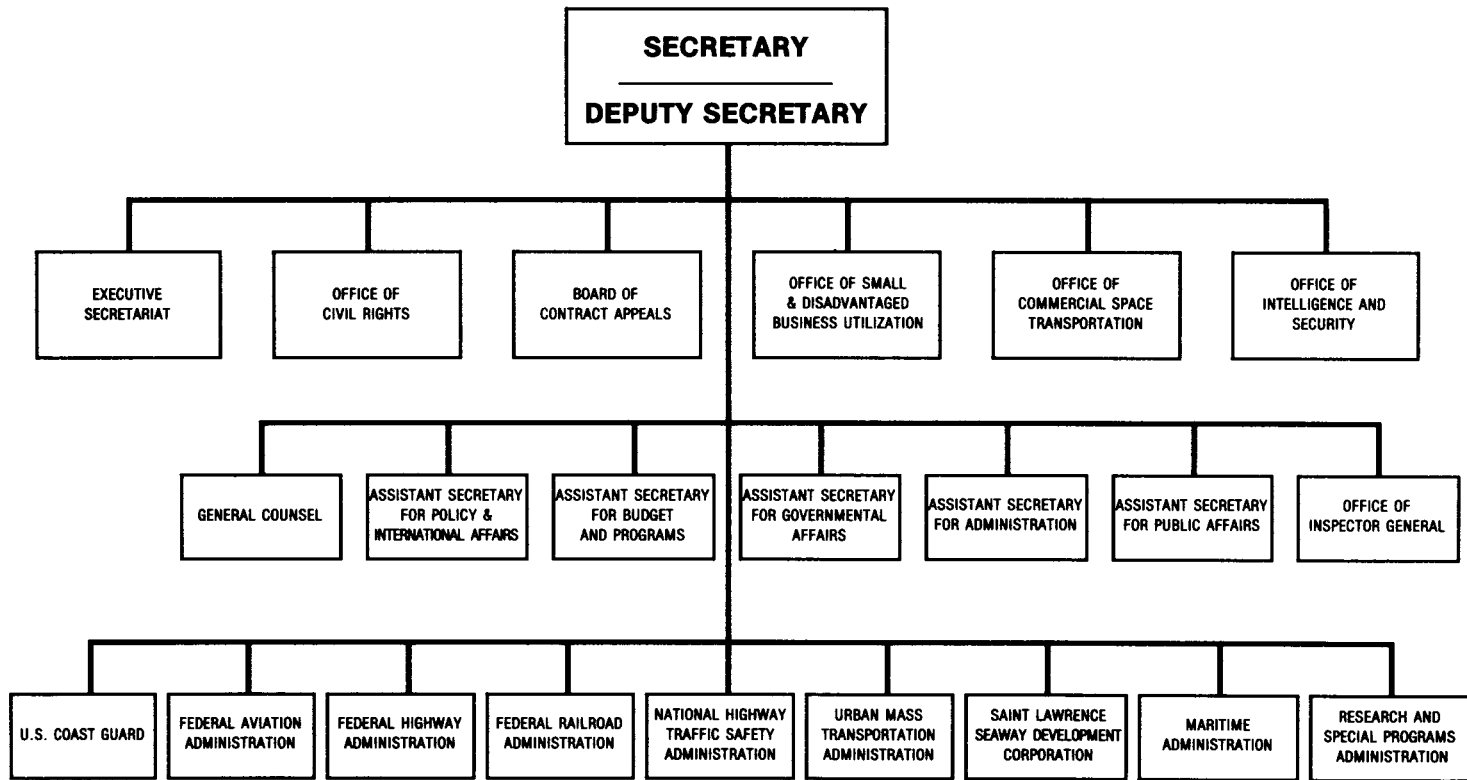 SECRETARY
DEPUTY SECRETARY
EXECUTIVE
SECRETARIAT
OFFICE OF
CIVIL RIGHTS
BOARD OF
CONTRACT APPEALS
OFFICE OF SMALL
& DISADVANTAGED
BUSINESS UTILIZATION
OFFICE OF
COMMERCIAL SPACE
TRANSPORTATION
OFFICE OF
INTELLIGENCE AND
SECURITY
GENERAL COUNSEL
ASSISTANT SECRETARY
FOR POLICY &
INTERNATIONAL AFFAIRS
ASSISTANT SECRETARY
FOR BUDGET
AND PROGRAMS
ASSISTANT SECRETARY
FOR GOVERNMENTAL
AFFAIRS
ASSISTANT SECRETARY
FOR ADMINISTRATION
ASSISTANT SECRETARY
FOR PUBLIC AFFAIRS
OFFICE OF
INSPECTOR GENERAL
U.S. COAST GUARD
FEDERAL AVIATION
ADMINISTRATION
FEDERAL HIGHWAY
ADMINISTRATION
FEDERAL RAILROAD
ADMINISTRATION
NATIONAL HIGHWAY
TRAFFIC SAFETY
ADMINISTRATION
URBAN MASS
TRANSPORTATION
ADMINISTRATION
SAINT LAWRENCE
SEAWAY DEVELOPMENT
CORPORATION
MARITIME
ADMINISTRATION
RESEARCH AND
SPECIAL PROGRAMS
ADMINISTRATION